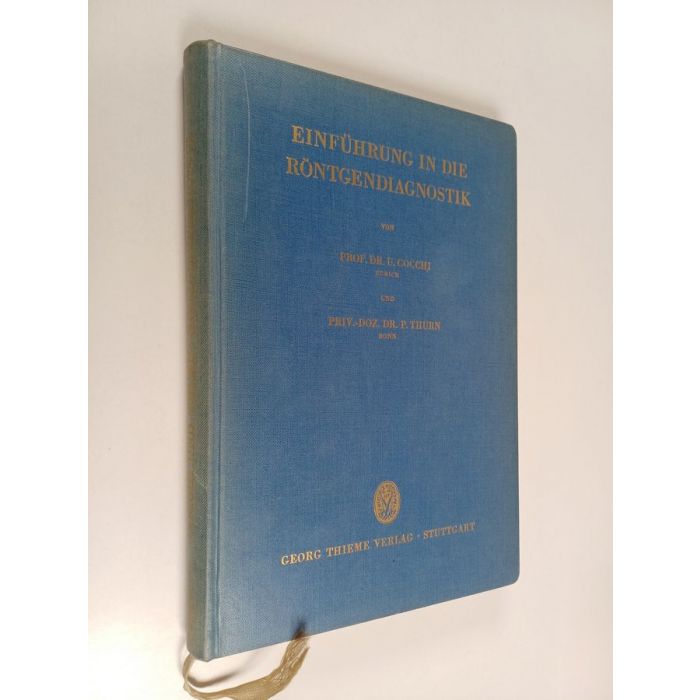 EINFÜHRUNG IN DIE
RÖNTGENDIAGNOSTIK
VON
PROF. DR. U. COCCHI
ZÜRICH
UND
PRIV.-DOZ. DR. P. THURN
BONN
GEORG THIEME VERLAG · STUTTGART